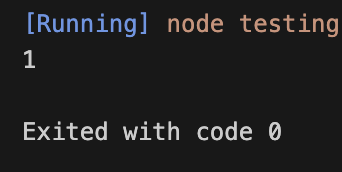 [Running] node testing
1
Exited with code 0